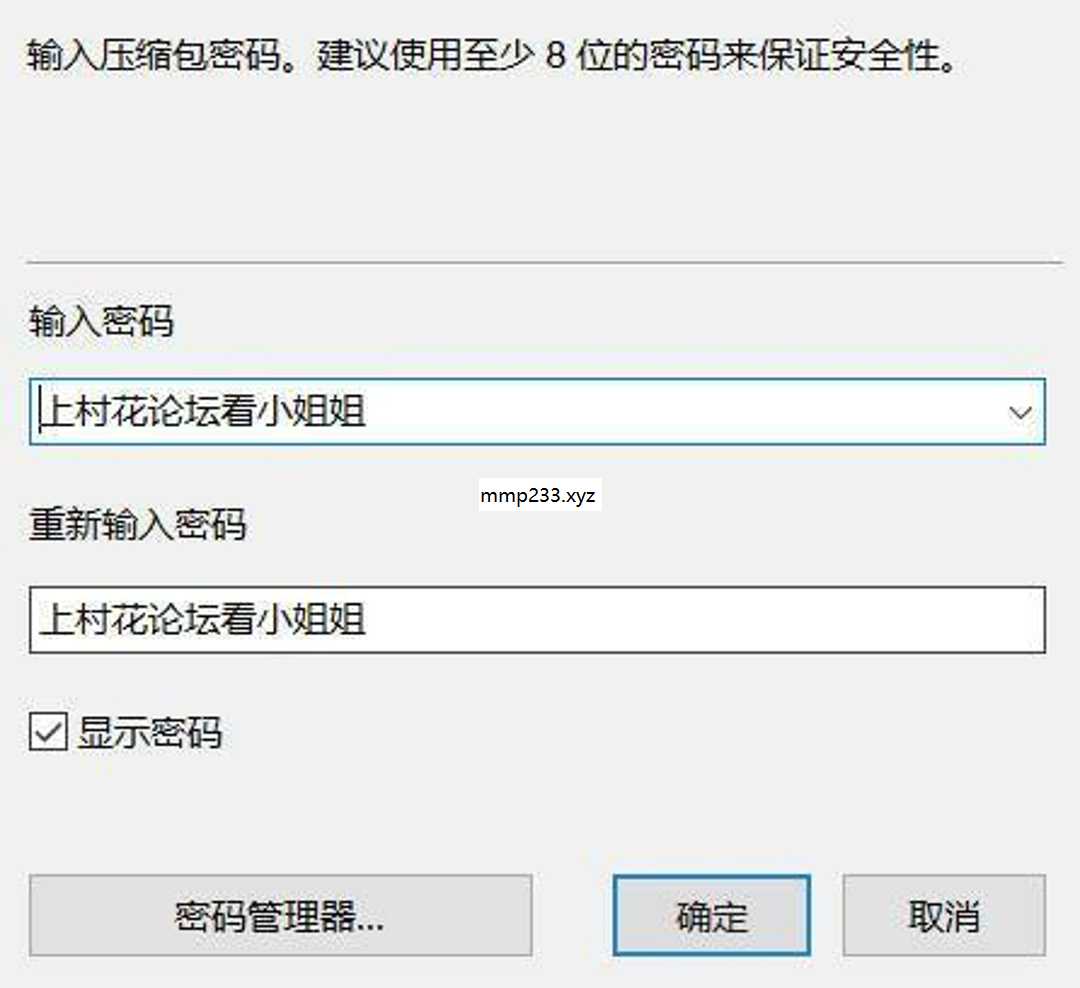 输入压缩包密码。建议使用至少 8 位的密码来保证安全性。
输入密码
上村花论坛看小姐姐
mmp233.xyz
重新输入密码
上村花论坛看小姐姐
显示密码
密码管理器...
确定
取消